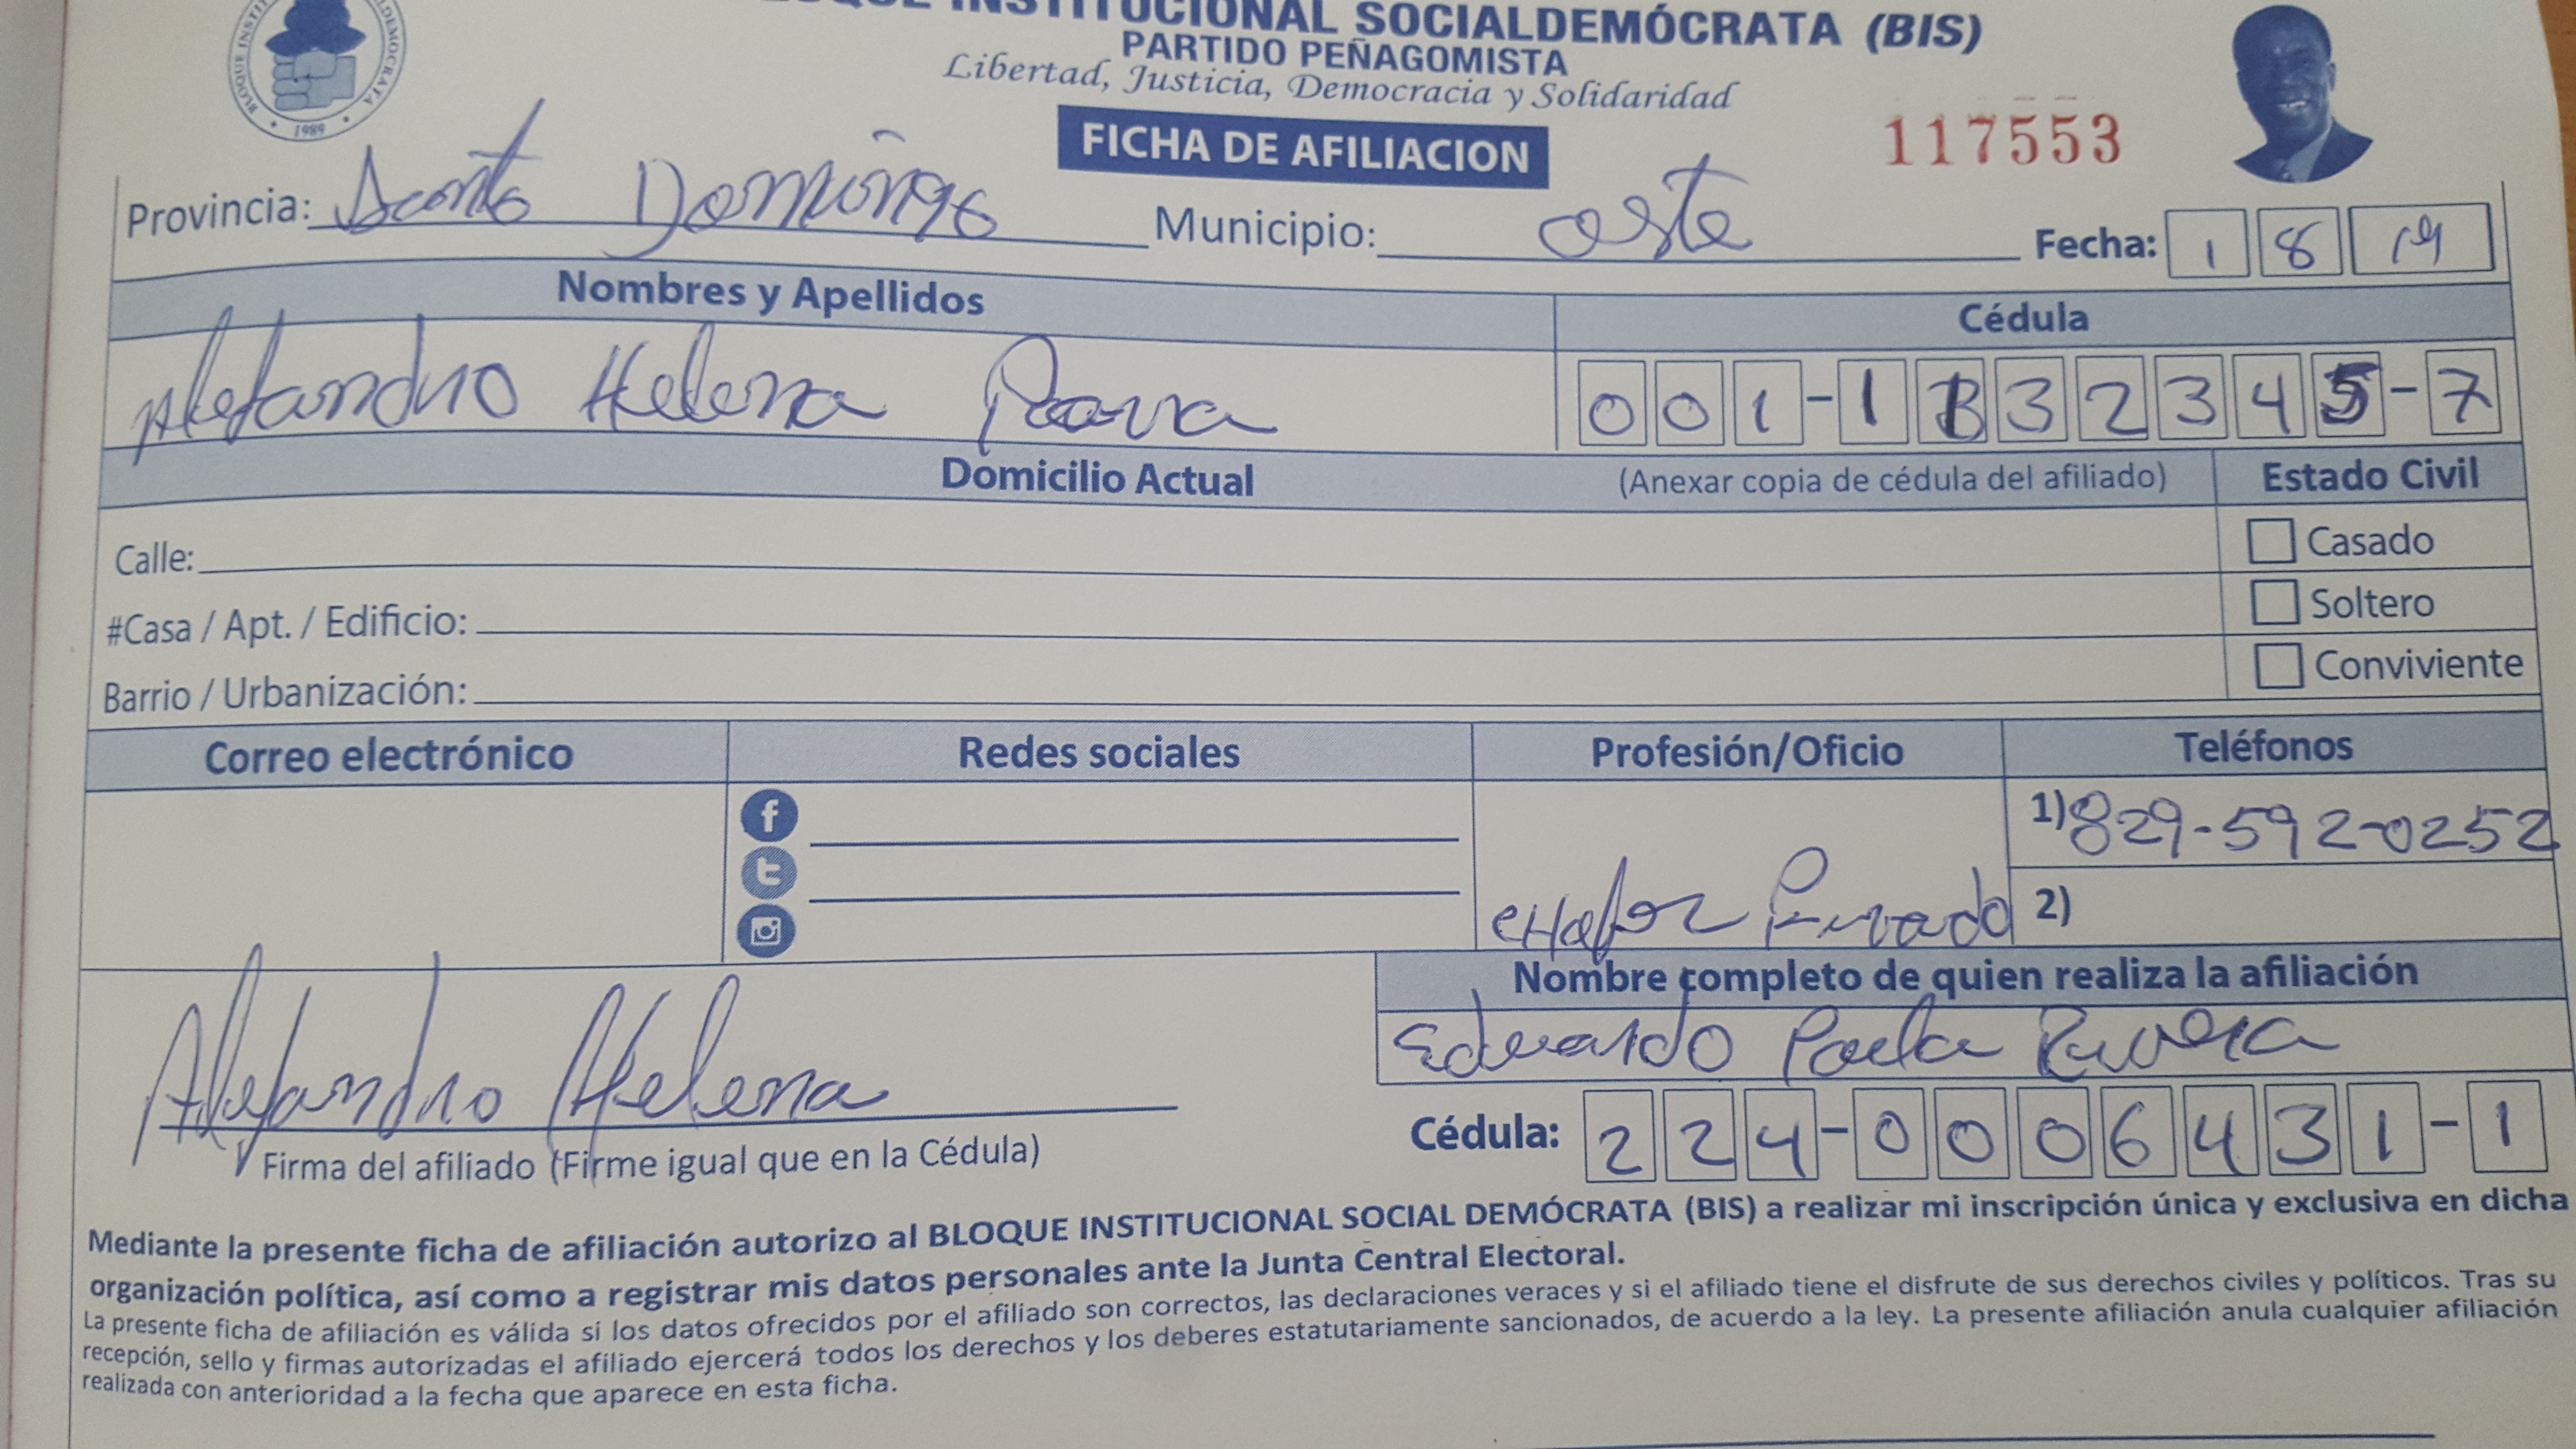 BLOQUE INSTITUCIONAL SOCIALDEMÓCRATA (BIS)
PARTIDO PEÑAGOMISTA
Libertad, Justicia, Democracia y Solidaridad
1989
FICHA DE AFILIACION
117553
Provincia: Santo Domingo Municipio: oeste Fecha: 1 8 19
Nombres y Apellidos Cédula
Alejandro Helena 001-1 32345-7
Domicilio Actual (Anexar copia de cédula del afiliado) Estado Civil
Calle: Casado
#Casa / Apt. / Edificio: Soltero
Barrio / Urbanización: Conviviente
Correo electrónico Redes sociales Profesión/Oficio Teléfonos
1) 829-592-0252
cHofor Privado 2)
Nombre completo de quien realiza la afiliación
Eduardo Paula Rivera
Alejandro Helena
Cédula: 224-0006431-1
Firma del afiliado (Firme igual que en la Cédula)
Mediante la presente ficha de afiliación autorizo al BLOQUE INSTITUCIONAL SOCIAL DEMÓCRATA (BIS) a realizar mi inscripción única y exclusiva en dicha
organización política, así como a registrar mis datos personales ante la Junta Central Electoral.
La presente ficha de afiliación es válida si los datos ofrecidos por el afiliado son correctos, las declaraciones veraces y si el afiliado tiene el disfrute de sus derechos civiles y políticos. Tras su
recepción, sello y firmas autorizadas el afiliado ejercerá todos los derechos y los deberes estatutariamente sancionados, de acuerdo a la ley. La presente afiliación anula cualquier afiliación
realizada con anterioridad a la fecha que aparece en esta ficha.